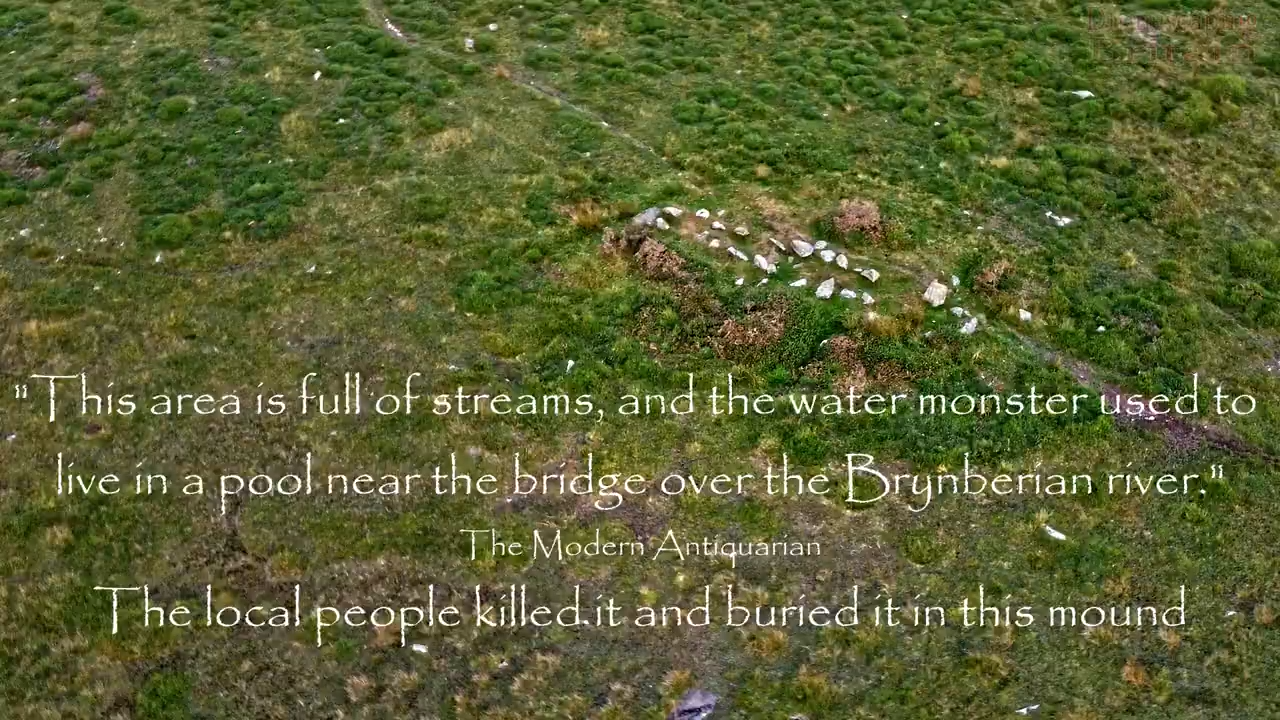 "This area is full of streams, and the water monster used to
live in a pool near the bridge over the Brynberian river."
The Modern Antiquarian
The local people killed it and buried it in this mound